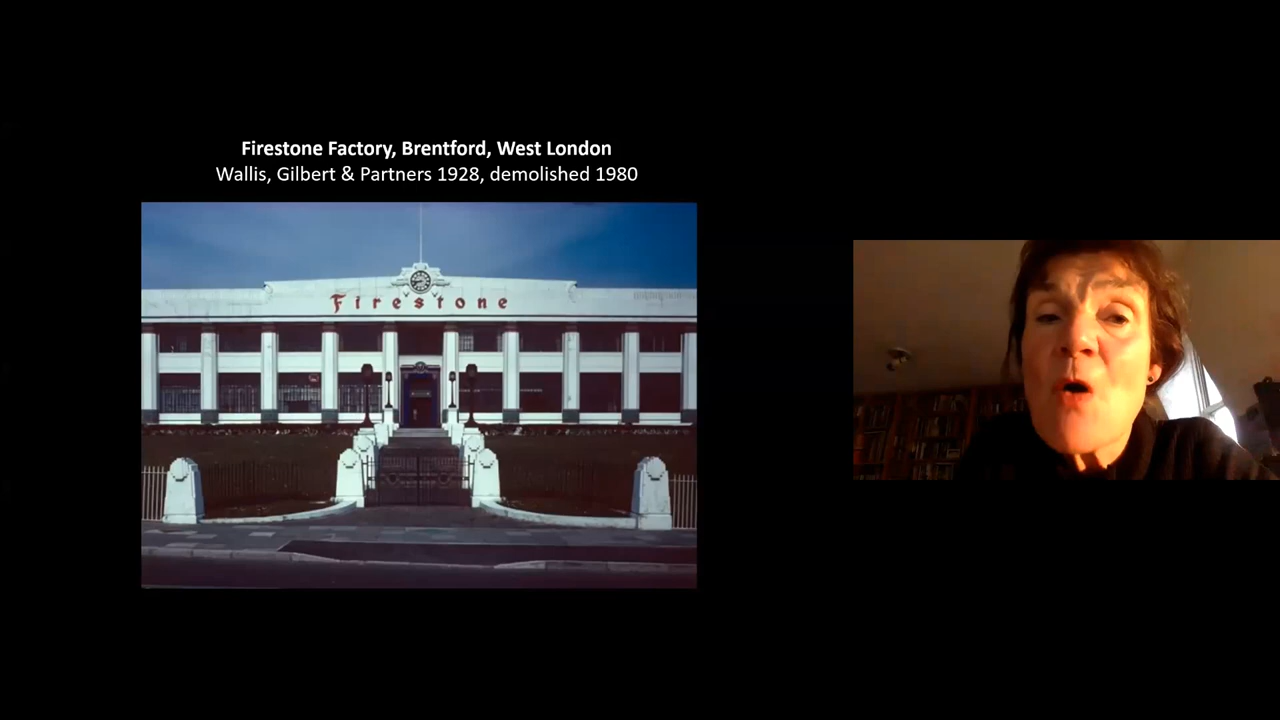 Firestone Factory, Brentford, West London
Wallis, Gilbert & Partners 1928, demolished 1980
Firestone